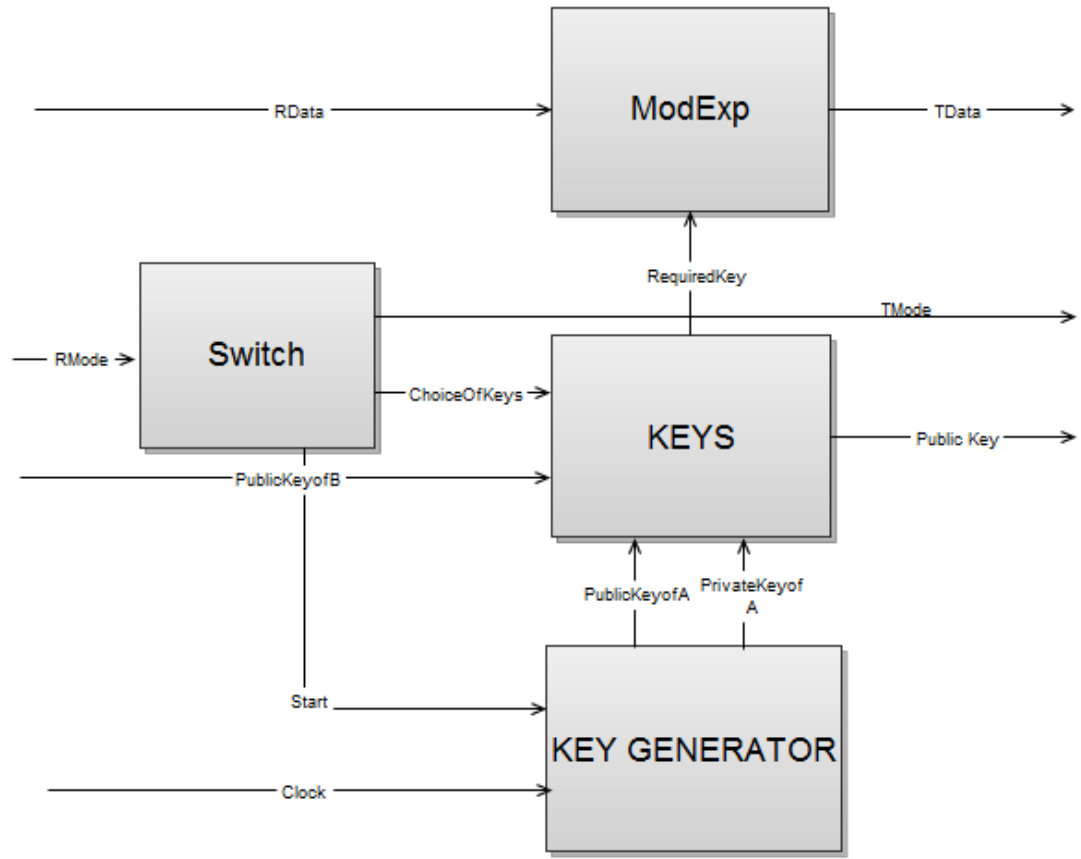 ModExp
RData
TData
RequiredKey
TMode
Switch
RMode
ChoiceOfKeys
KEYS
Public Key
PublicKeyofB
PublicKeyofA
PrivateKeyof
A
Start
KEY GENERATOR
Clock